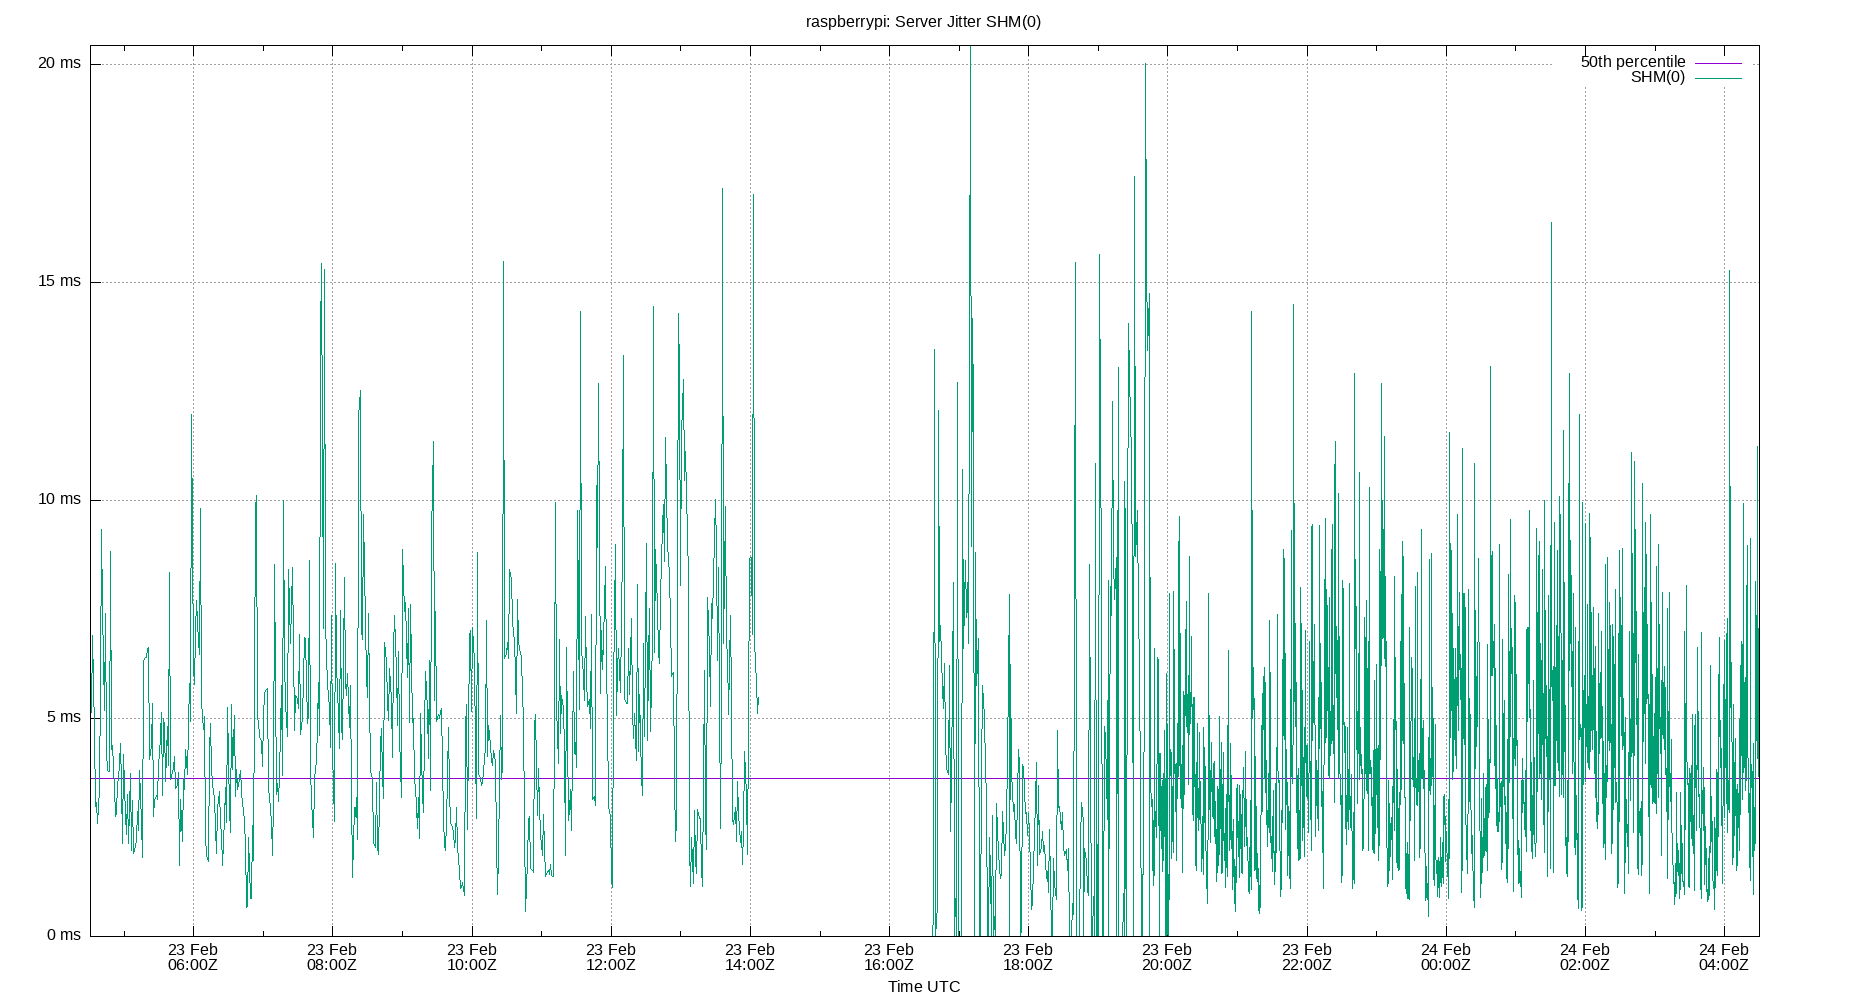 raspberrypi: Server Jitter SHM(0)
20 ms
50th percentile
SHM(0)
15 ms
10 ms
5 ms
0 ms
23 Feb 23 Feb 23 Feb 23 Feb 23 Feb 23 Feb 23 Feb 23 Feb 23 Feb 24 Feb 24 Feb 24 Feb
06:00Z 08:00Z 10:00Z 12:00Z 14:00Z 16:00Z 18:00Z 20:00Z 22:00Z 00:00Z 02:00Z 04:00Z
Time UTC